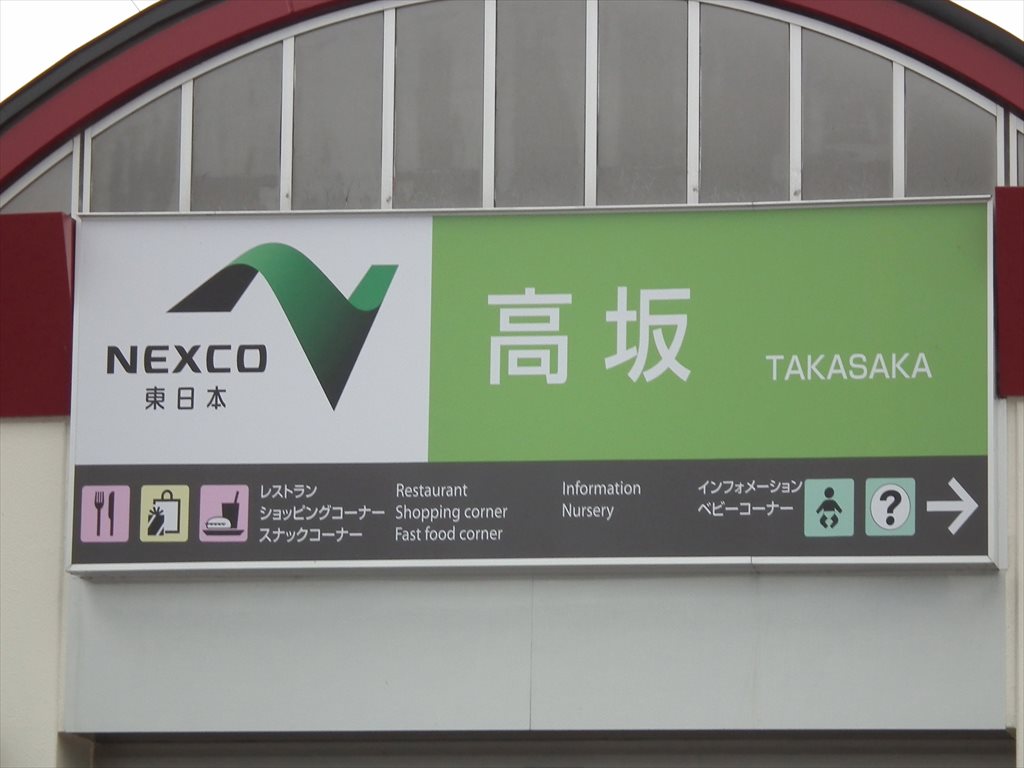 NEXCO
東日本
高坂
TAKASAKA
レストラン
ショッピングコーナー
スナックコーナー
Restaurant
Shopping corner
Fast food corner
Information
Nursery
インフォメーション
ベビーコーナー
?